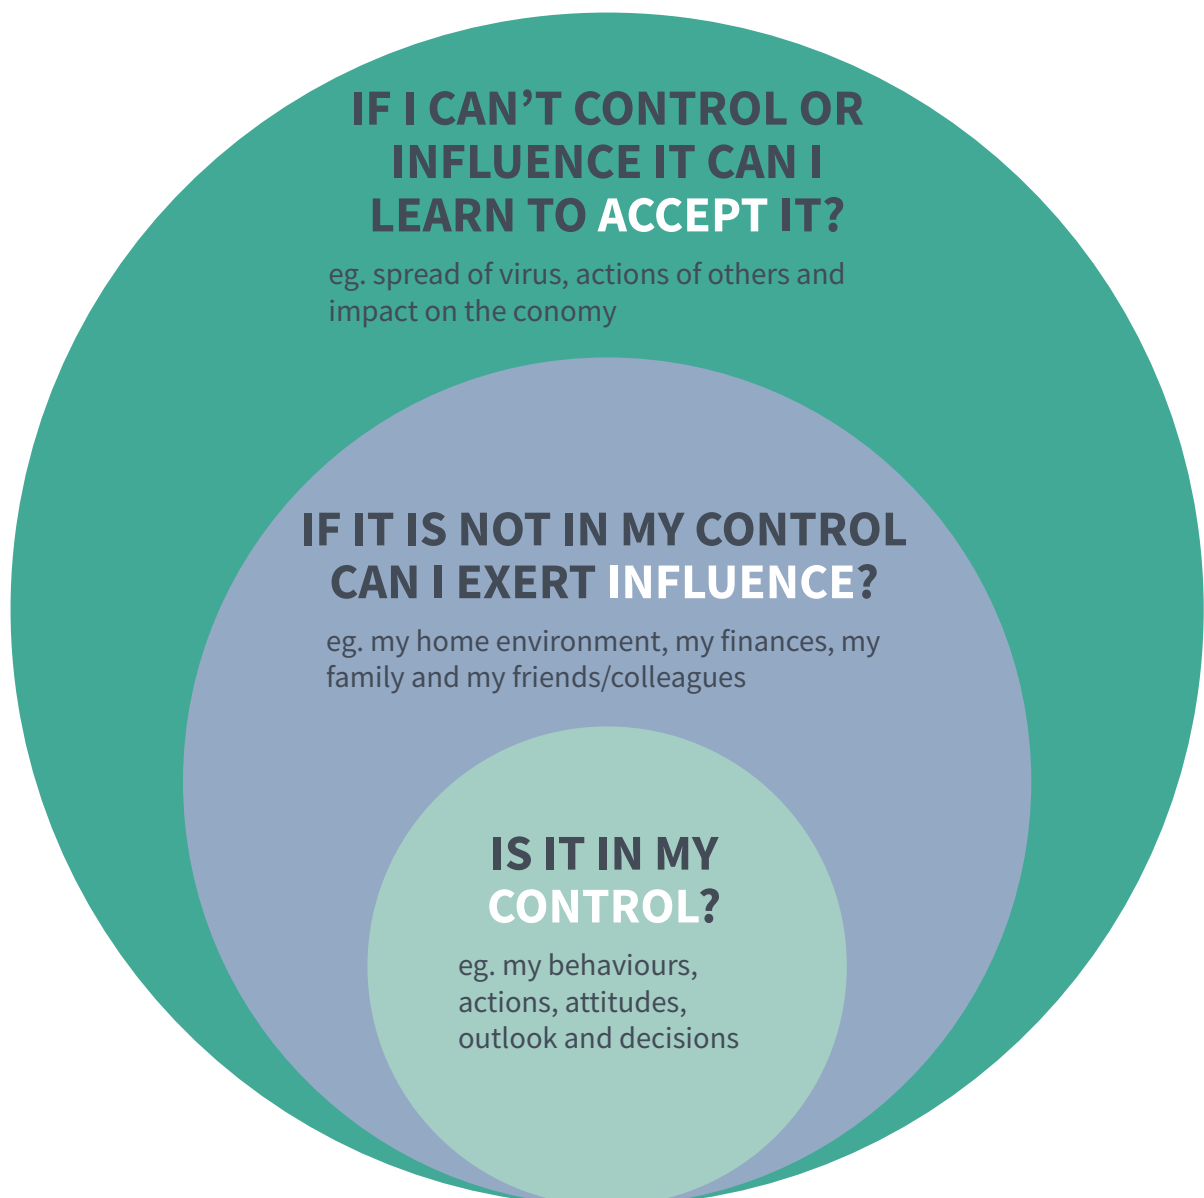 IF I CAN’T CONTROL OR
INFLUENCE IT CAN I
LEARN TO ACCEPT IT?
eg. spread of virus, actions of others and
impact on the conomy
IF IT IS NOT IN MY CONTROL
CAN I EXERT INFLUENCE?
eg. my home environment, my finances, my
family and my friends/colleagues
IS IT IN MY
CONTROL?
eg. my behaviours,
actions, attitudes,
outlook and decisions